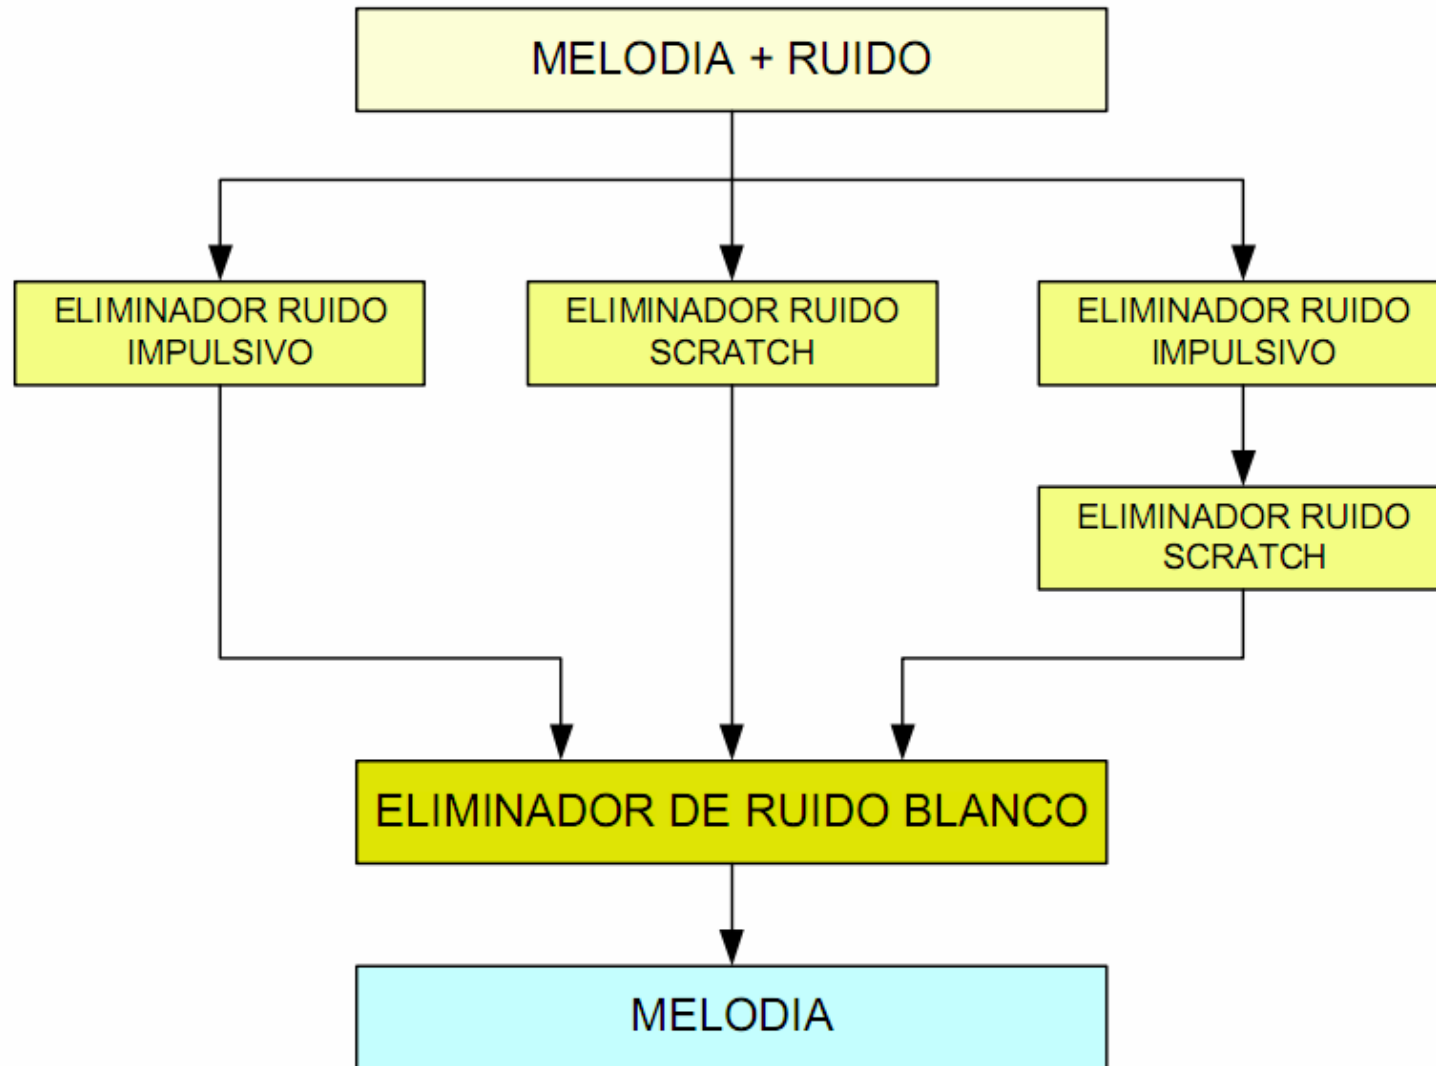 MELODIA + RUIDO
ELIMINADOR RUIDO
IMPULSIVO
ELIMINADOR RUIDO
SCRATCH
ELIMINADOR RUIDO
IMPULSIVO
ELIMINADOR RUIDO
SCRATCH
ELIMINADOR DE RUIDO BLANCO
MELODIA